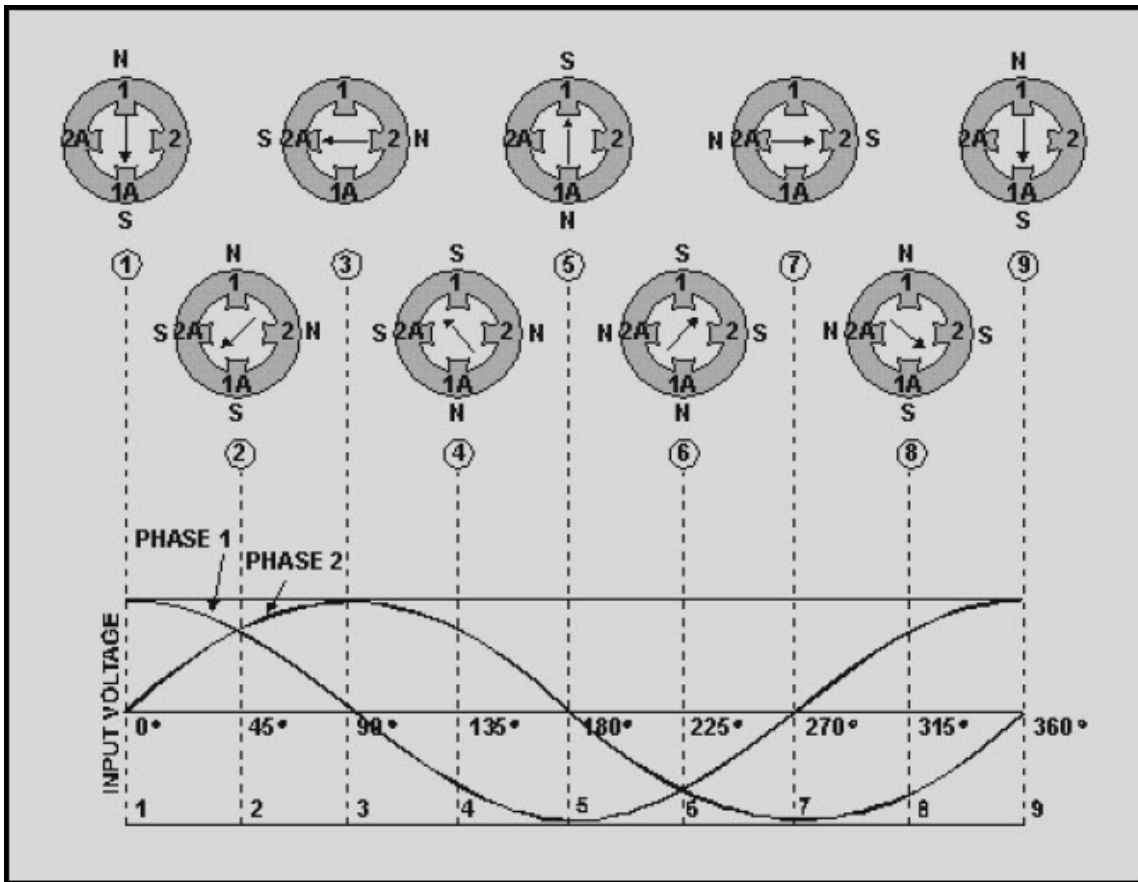 N S N
1 1 1 1 1
2A 2 S 2A 2 N 2A 2 N 2A 2 S 2A 2
1A 1A 1A 1A 1A
S N S
1 3 5 7 9
N S S N
1 1 1 1
S 2A 2 N S 2A 2 N N 2A 2 S N 2A 2 S
1A 1A 1A 1A
S N N S
2 4 6 8
PHASE 1
PHASE 2
INPUT VOLTAGE
0° 45° 90° 135° 180° 225° 270° 315° 360°
1 2 3 4 5 6 7 8 9